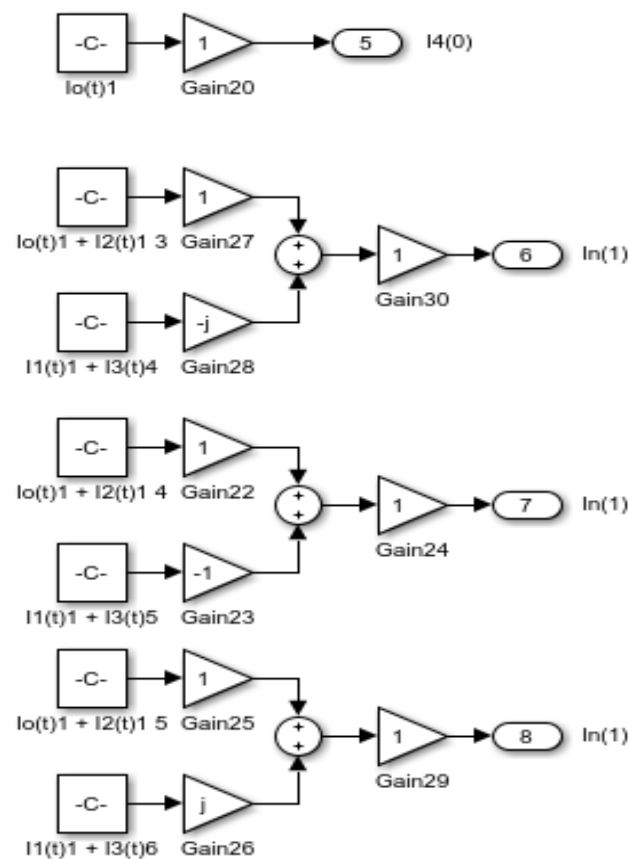 -C- 1 5 I4(0)
Io(t)1 Gain20
-C- 1
Io(t)1 + I2(t)1 3 Gain27
+
+
1 6 In(1)
Gain30
-C- -j
I1(t)1 + I3(t)4 Gain28
-C- 1
Io(t)1 + I2(t)1 4 Gain22
+
+
1 7 In(1)
Gain24
-C- -1
I1(t)1 + I3(t)5 Gain23
-C- 1
Io(t)1 + I2(t)1 5 Gain25
+
+
1 8 In(1)
Gain29
-C- j
I1(t)1 + I3(t)6 Gain26